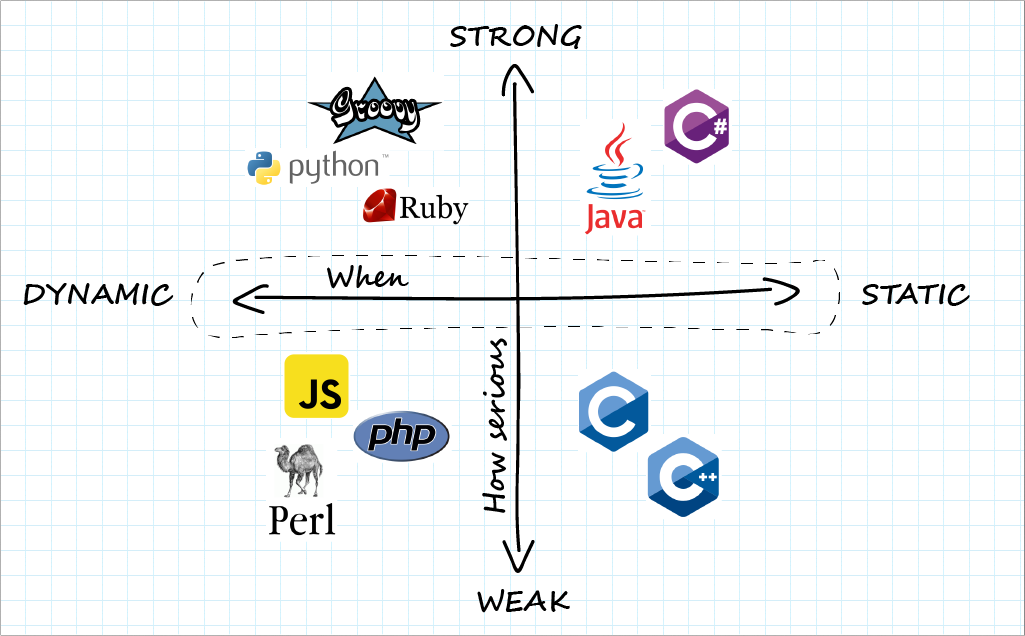 STRONG
Groovy
C#
python™
Java
Ruby
When
DYNAMIC
STATIC
How serious
JS
C
php
C++
Perl
WEAK